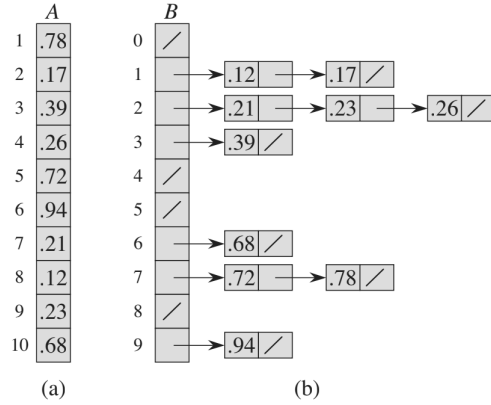 A B
1 .78 0 /
2 .17 1 .12 .17 /
3 .39 2 .21 .23 .26 /
4 .26 3 .39 /
5 .72 4 /
6 .94 5 /
7 .21 6 .68 /
8 .12 7 .72 .78 /
9 .23 8 /
10 .68 9 .94 /
(a) (b)